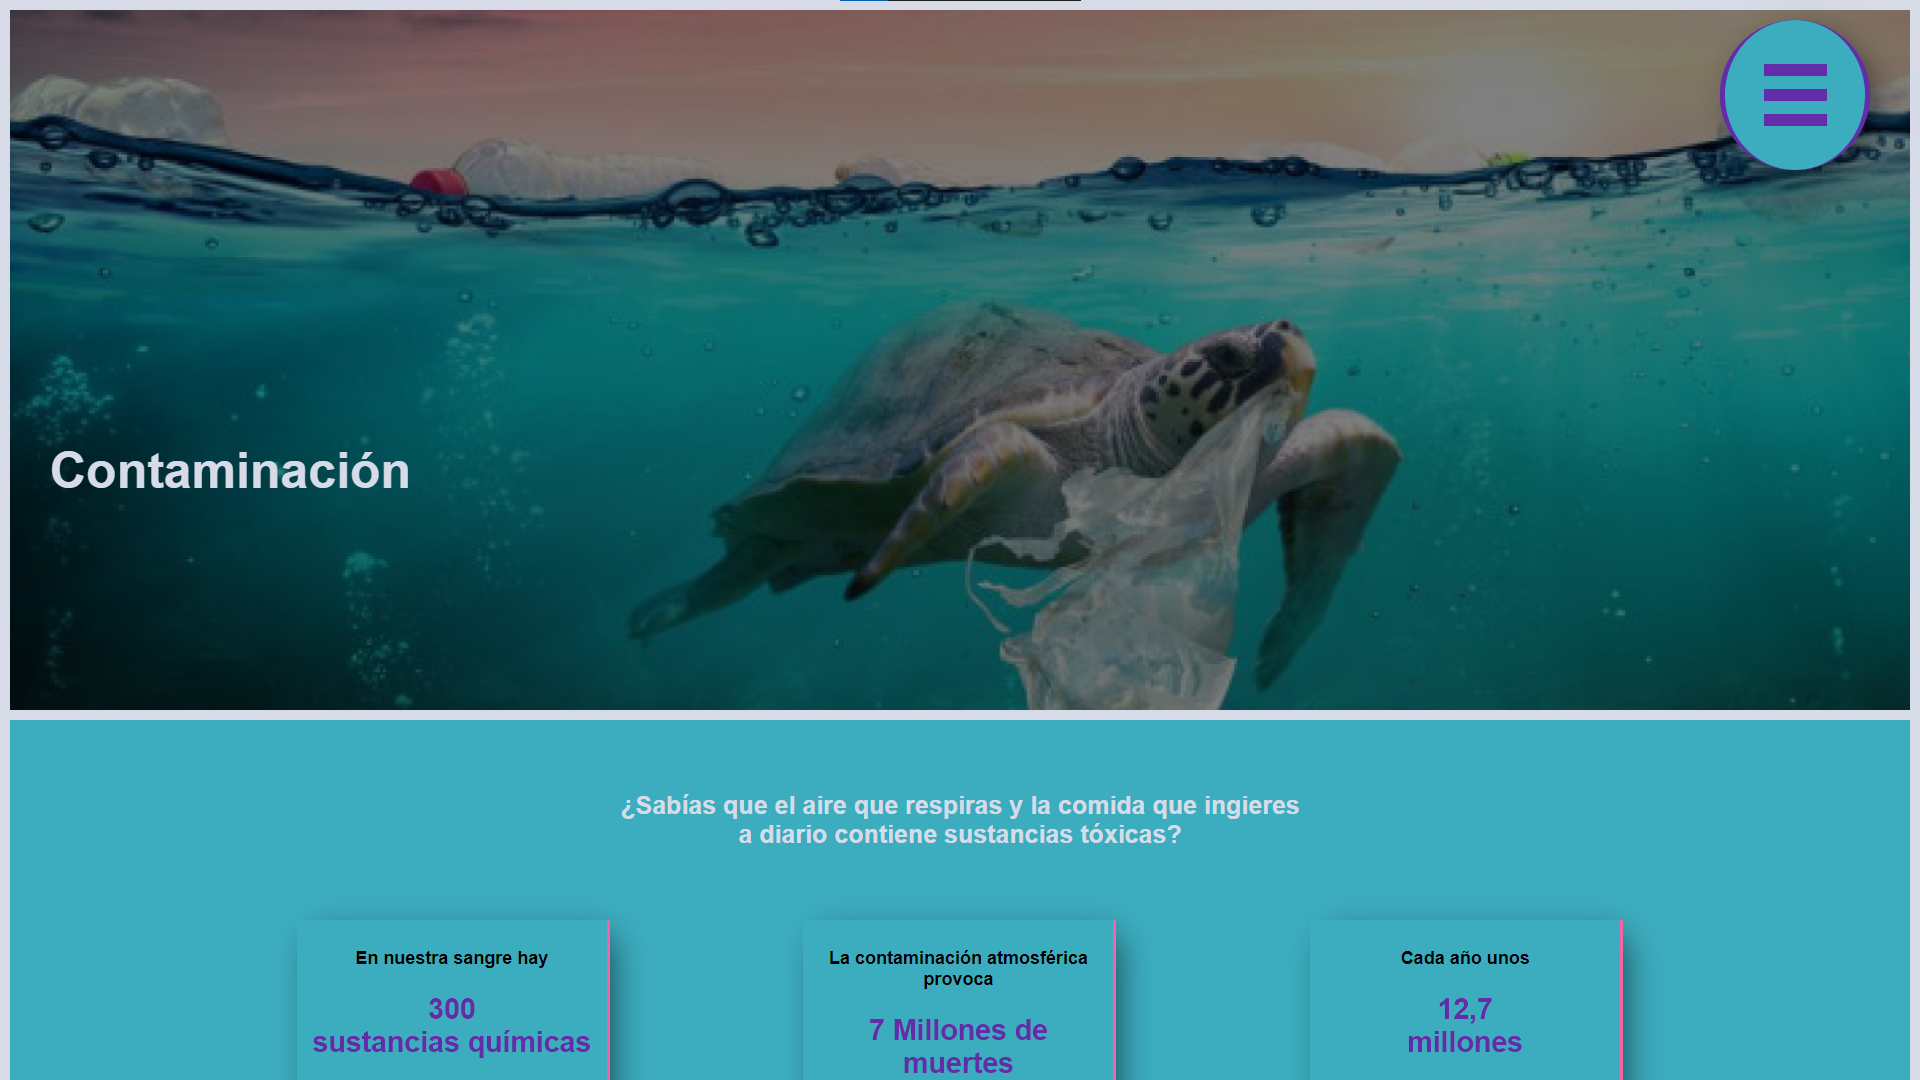 Contaminación
¿Sabías que el aire que respiras y la comida que ingieres
a diario contiene sustancias tóxicas?
En nuestra sangre hay
300
sustancias químicas
La contaminación atmosférica
provoca
7 Millones de
muertes
Cada año unos
12,7
millones